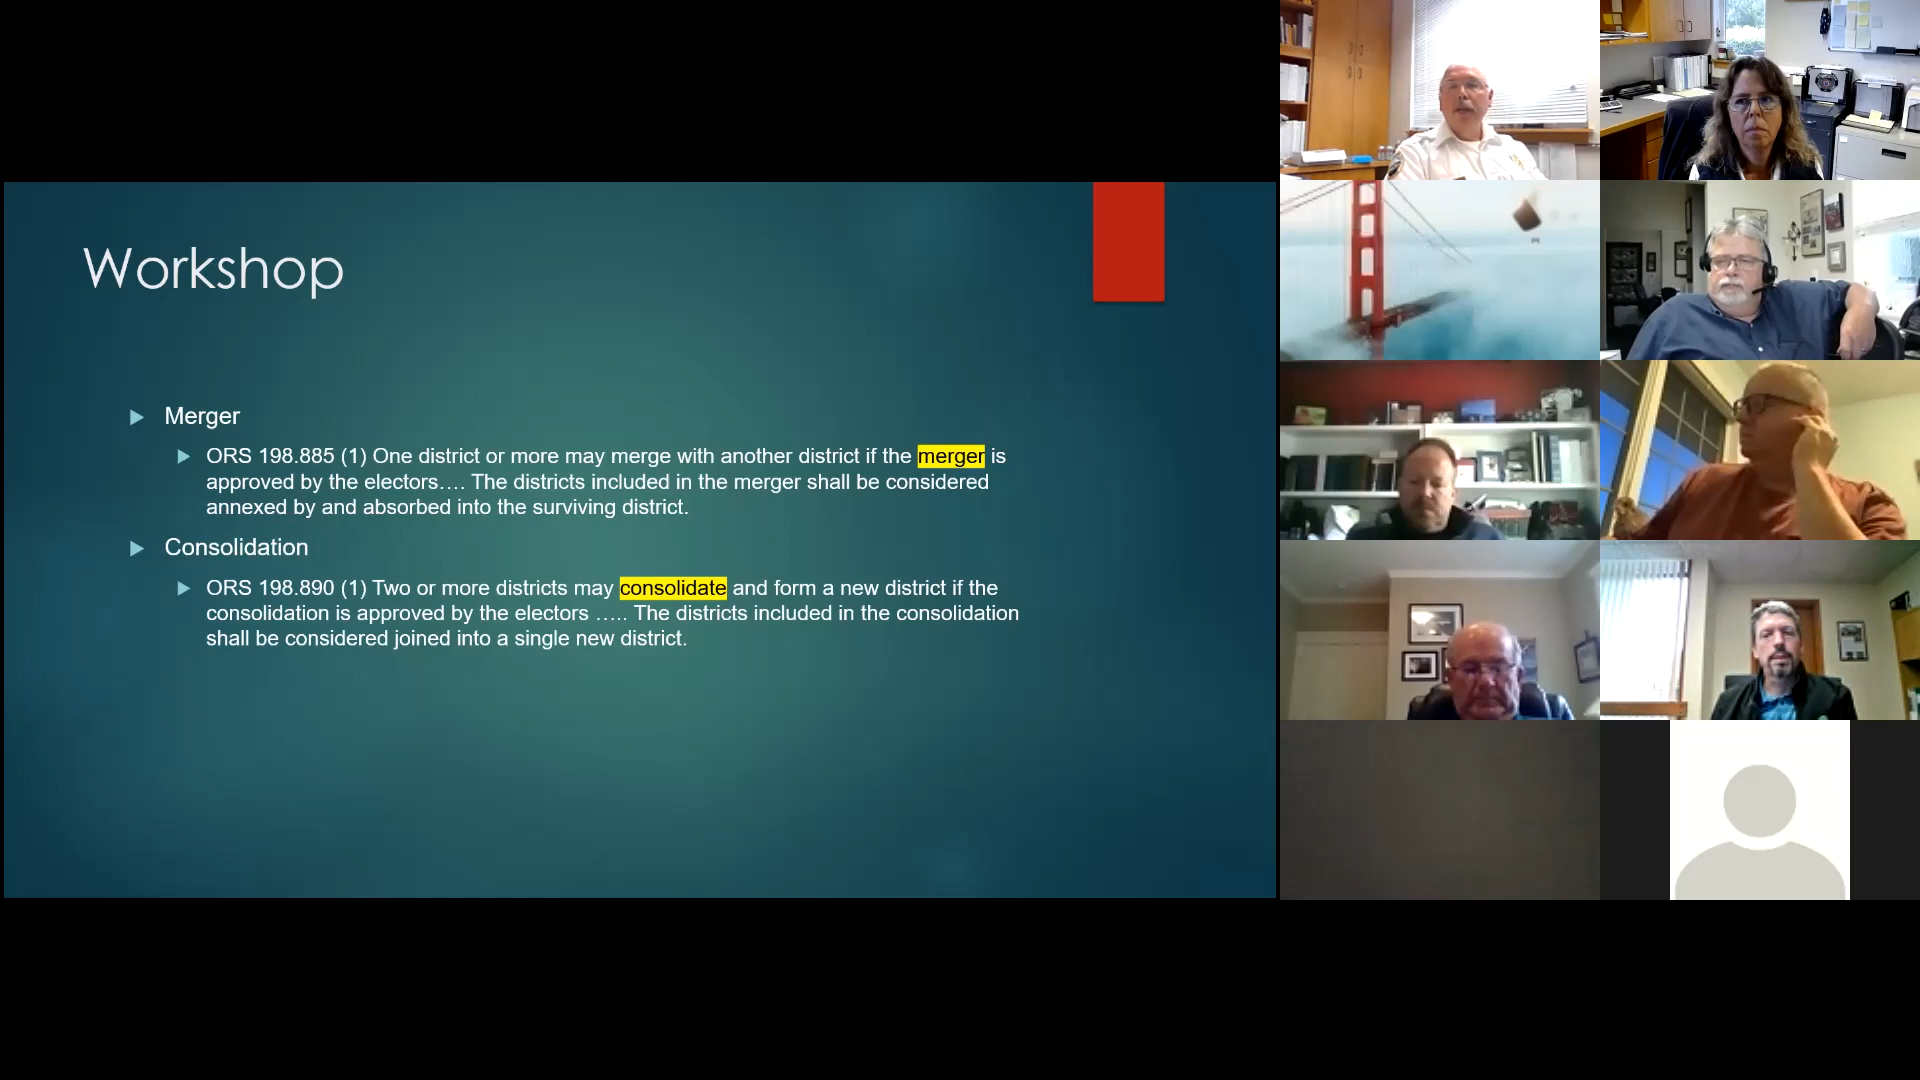 Workshop
Merger
ORS 198.885 (1) One district or more may merge with another district if the merger is
approved by the electors…. The districts included in the merger shall be considered
annexed by and absorbed into the surviving district.
Consolidation
ORS 198.890 (1) Two or more districts may consolidate and form a new district if the
consolidation is approved by the electors ….. The districts included in the consolidation
shall be considered joined into a single new district.